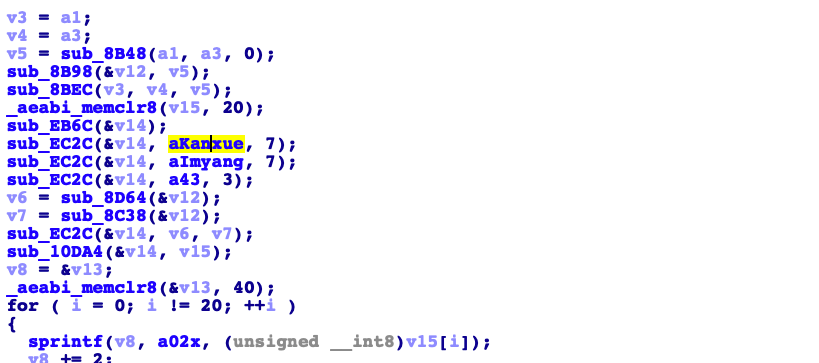 v3 = a1;
v4 = a3;
v5 = sub_8B48(a1, a3, 0);
sub_8B98(&v12, v5);
sub_8BEC(v3, v4, v5);
_aeabi_memclr8(v15, 20);
sub_EB6C(&v14);
sub_EC2C(&v14, aKanxue, 7);
sub_EC2C(&v14, aImyang, 7);
sub_EC2C(&v14, a43, 3);
v6 = sub_8D64(&v12);
v7 = sub_8C38(&v12);
sub_EC2C(&v14, v6, v7);
sub_10DA4(&v14, v15);
v8 = &v13;
_aeabi_memclr8(&v13, 40);
for ( i = 0; i != 20; ++i )
{
sprintf(v8, a02x, (unsigned __int8)v15[i]);
v8 += 2;